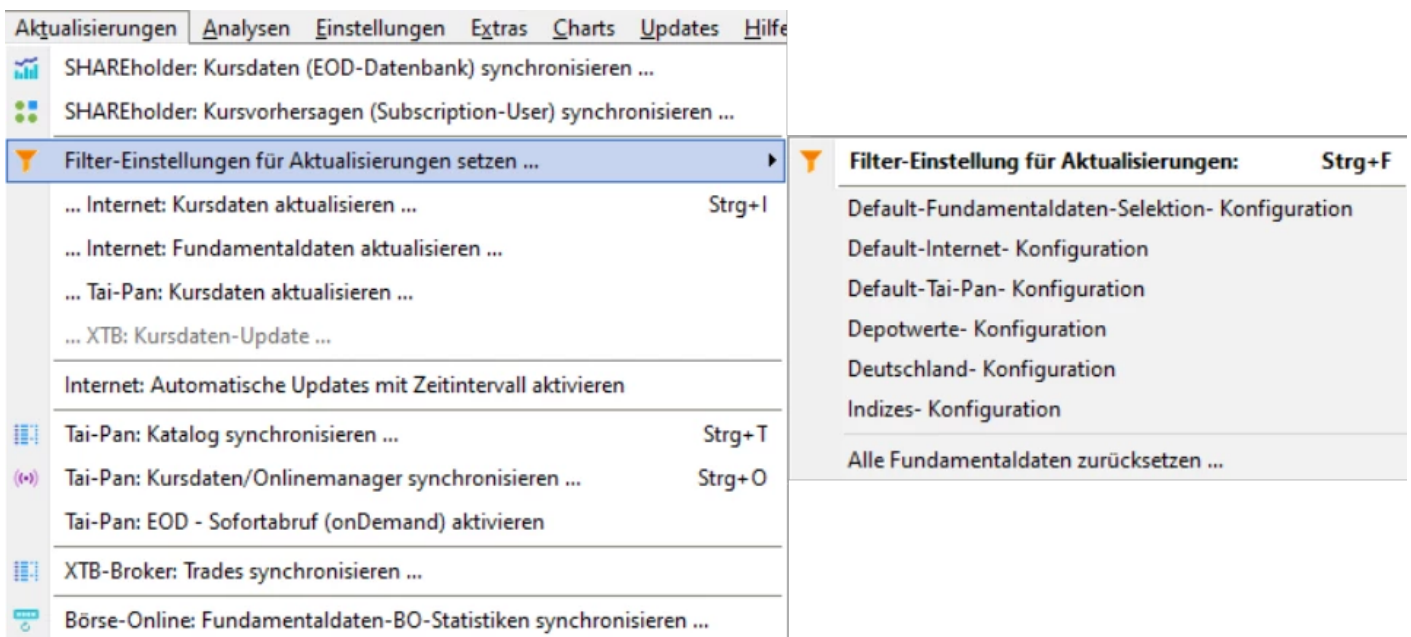 Aktualisierungen Analysen Einstellungen Extras Charts Updates Hilfe
SHAREholder: Kursdaten (EOD-Datenbank) synchronisieren ...
SHAREholder: Kursvorhersagen (Subscription-User) synchronisieren ...
Filter-Einstellungen für Aktualisierungen setzen ...
... Internet: Kursdaten aktualisieren ... Strg+I
... Internet: Fundamentaldaten aktualisieren ...
... Tai-Pan: Kursdaten aktualisieren ...
... XTB: Kursdaten-Update ...
Internet: Automatische Updates mit Zeitintervall aktivieren
Tai-Pan: Katalog synchronisieren ... Strg+T
Tai-Pan: Kursdaten/Onlinemanager synchronisieren ... Strg+O
Tai-Pan: EOD - Sofortabruf (onDemand) aktivieren
XTB-Broker: Trades synchronisieren ...
Börse-Online: Fundamentaldaten-BO-Statistiken synchronisieren ...
Filter-Einstellung für Aktualisierungen: Strg+F
Default-Fundamentaldaten-Selektion- Konfiguration
Default-Internet- Konfiguration
Default-Tai-Pan- Konfiguration
Depotwerte- Konfiguration
Deutschland- Konfiguration
Indizes- Konfiguration
Alle Fundamentaldaten zurücksetzen ...